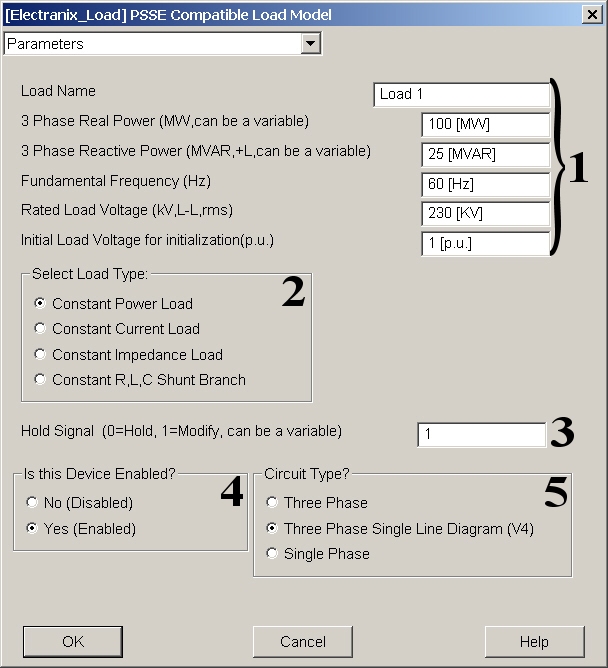 [Electranix_Load] PSSE Compatible Load Model
Parameters
Load Name
Load 1
3 Phase Real Power (MW,can be a variable)
100 [MW]
3 Phase Reactive Power (MVAR,+L,can be a variable)
25 [MVAR]
Fundamental Frequency (Hz)
60 [Hz]
Rated Load Voltage (kV,L-L,rms)
230 [KV]
Initial Load Voltage for initialization(p.u.)
1 [p.u.]
1
Select Load Type:
2
Constant Power Load
Constant Current Load
Constant Impedance Load
Constant R,L,C Shunt Branch
Hold Signal (0=Hold, 1=Modify, can be a variable)
1
3
Is this Device Enabled?
4
No (Disabled)
Yes (Enabled)
Circuit Type?
5
Three Phase
Three Phase Single Line Diagram (V4)
Single Phase
OK
Cancel
Help